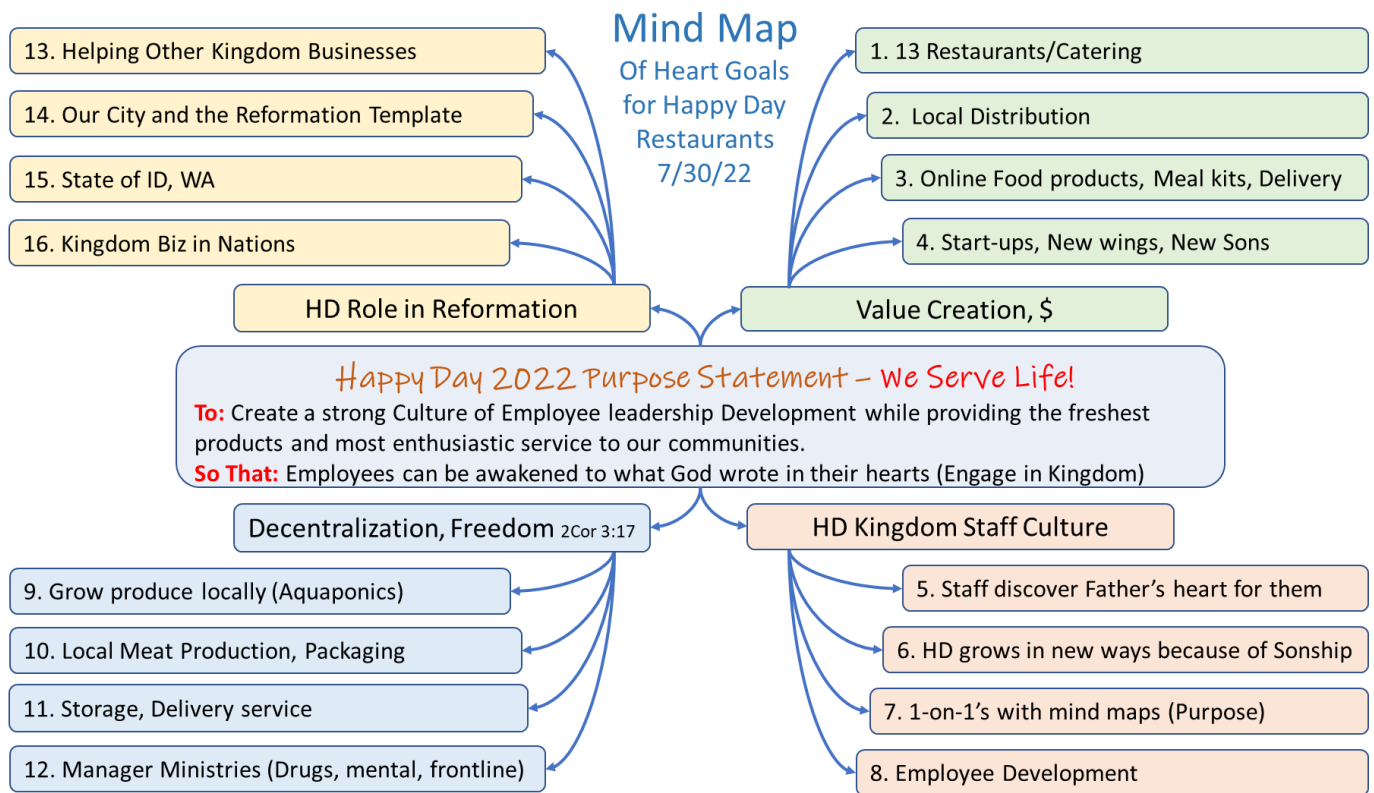 Mind Map
Of Heart Goals
for Happy Day
Restaurants
7/30/22
13. Helping Other Kingdom Businesses
14. Our City and the Reformation Template
15. State of ID, WA
16. Kingdom Biz in Nations
HD Role in Reformation
1. 13 Restaurants/Catering
2. Local Distribution
3. Online Food products, Meal kits, Delivery
4. Start-ups, New wings, New Sons
Value Creation, $
Happy Day 2022 Purpose Statement – We Serve Life!
To: Create a strong Culture of Employee leadership Development while providing the freshest
products and most enthusiastic service to our communities.
So That: Employees can be awakened to what God wrote in their hearts (Engage in Kingdom)
Decentralization, Freedom 2Cor 3:17
9. Grow produce locally (Aquaponics)
10. Local Meat Production, Packaging
11. Storage, Delivery service
12. Manager Ministries (Drugs, mental, frontline)
HD Kingdom Staff Culture
5. Staff discover Father’s heart for them
6. HD grows in new ways because of Sonship
7. 1-on-1’s with mind maps (Purpose)
8. Employee Development